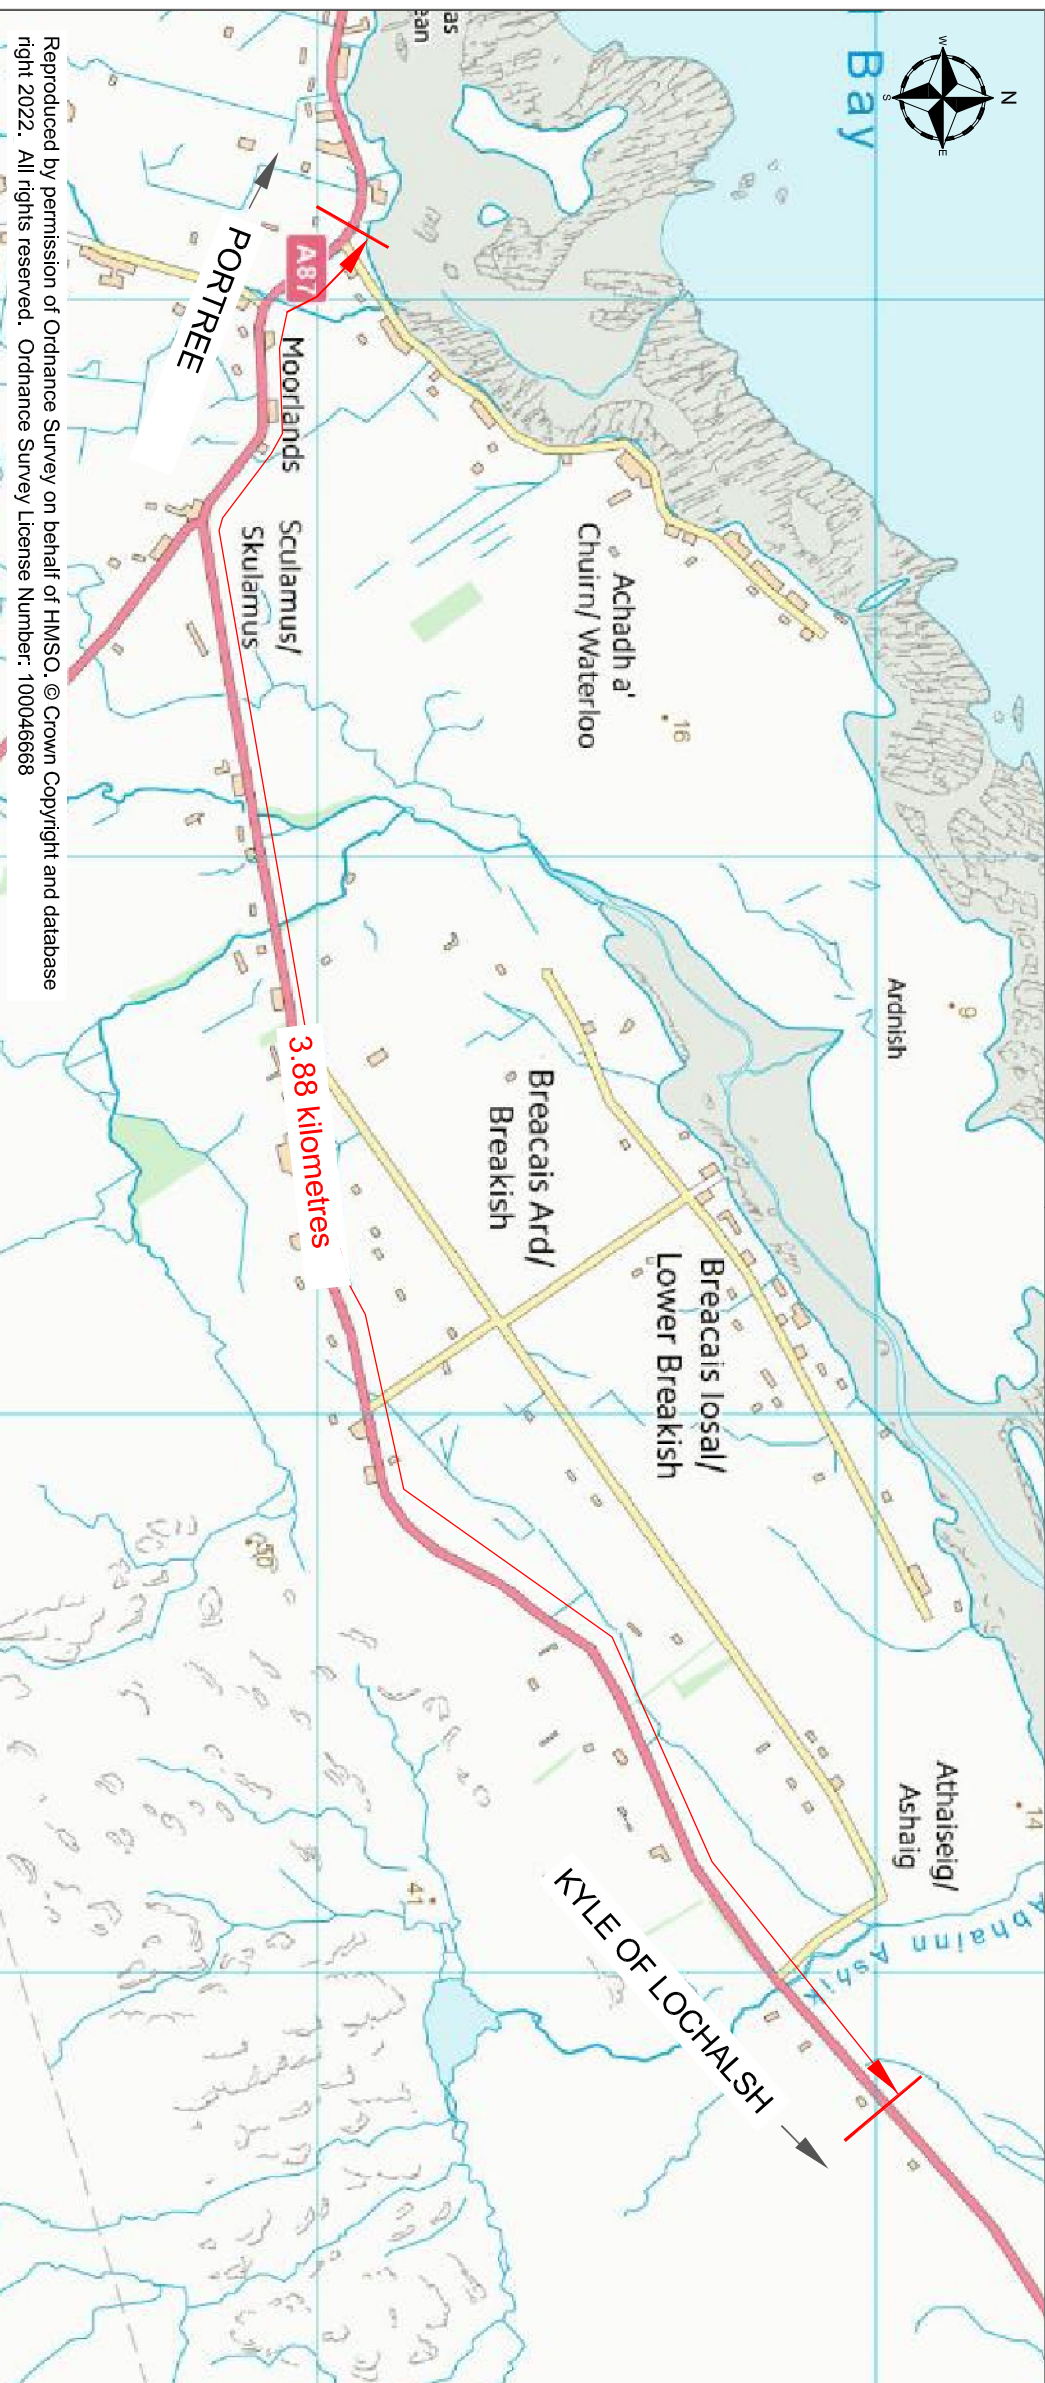 N
W
E
S
Bay
as
ean
PORTREE
A87
Moorlands
Sculamus/
Skulamus
Achadh a'
Chuirn/ Waterloo
16
Ardnish
9
3.88 kilometres
Breacais Ard/
Breakish
Breacais Iosal/
Lower Breakish
Athaiseig/
Ashaig
14
Abhainn Ashik
41
KYLE OF LOCHALSH
Reproduced by permission of Ordnance Survey on behalf of HMSO. © Crown Copyright and database
right 2022. All rights reserved. Ordnance Survey License Number: 100046668